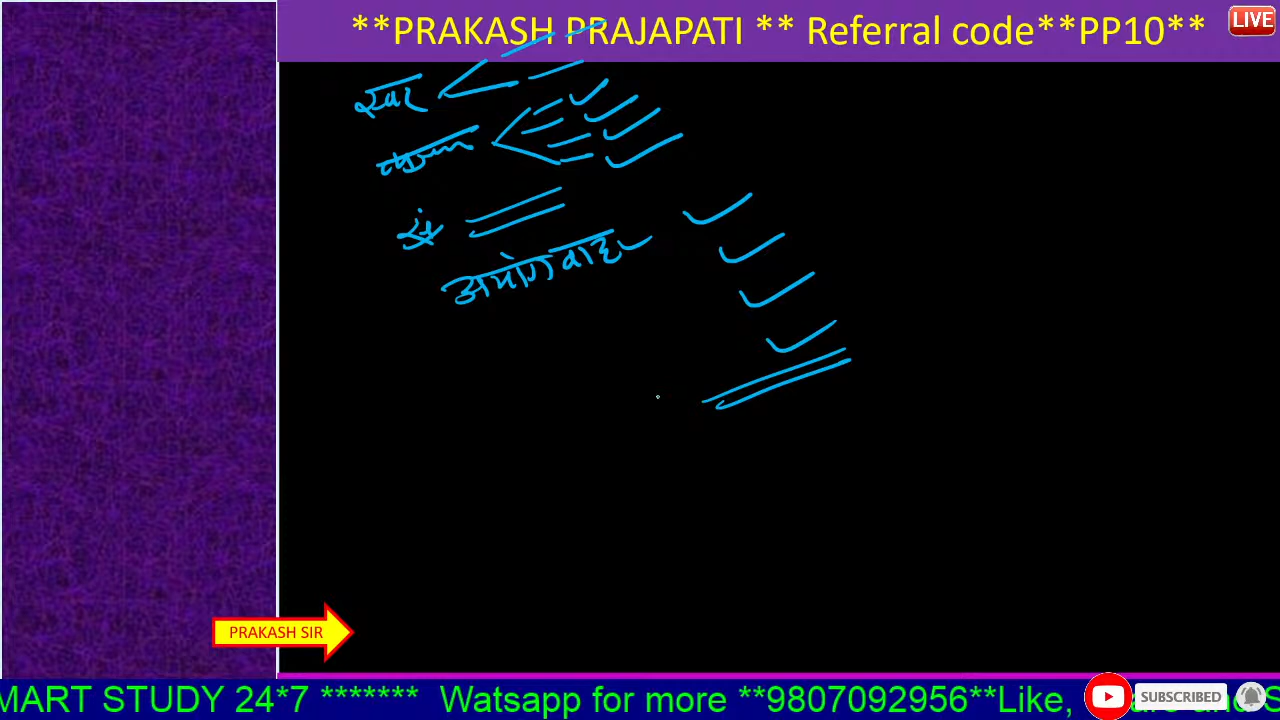 **PRAKASH PRAJAPATI ** Referral code**PP10**
LIVE
स्वर
व्यंजन
अयोगवाह
PRAKASH SIR
MART STUDY 24*7 ******* Watsapp for more **9807092956**Like,
SUBSCRIBED